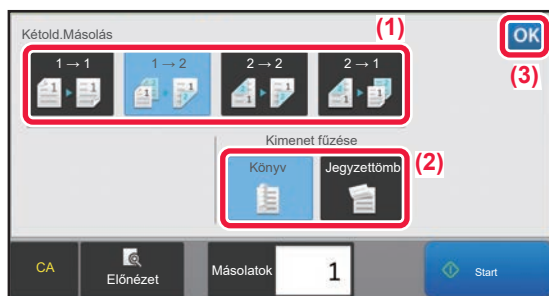 Kétold.Másolás
(1)
OK
(3)
1 → 1
1 → 2
2 → 2
2 → 1
Kimenet fűzése
Könyv
Jegyzettömb
(2)
CA
Előnézet
Másolatok
1
Start